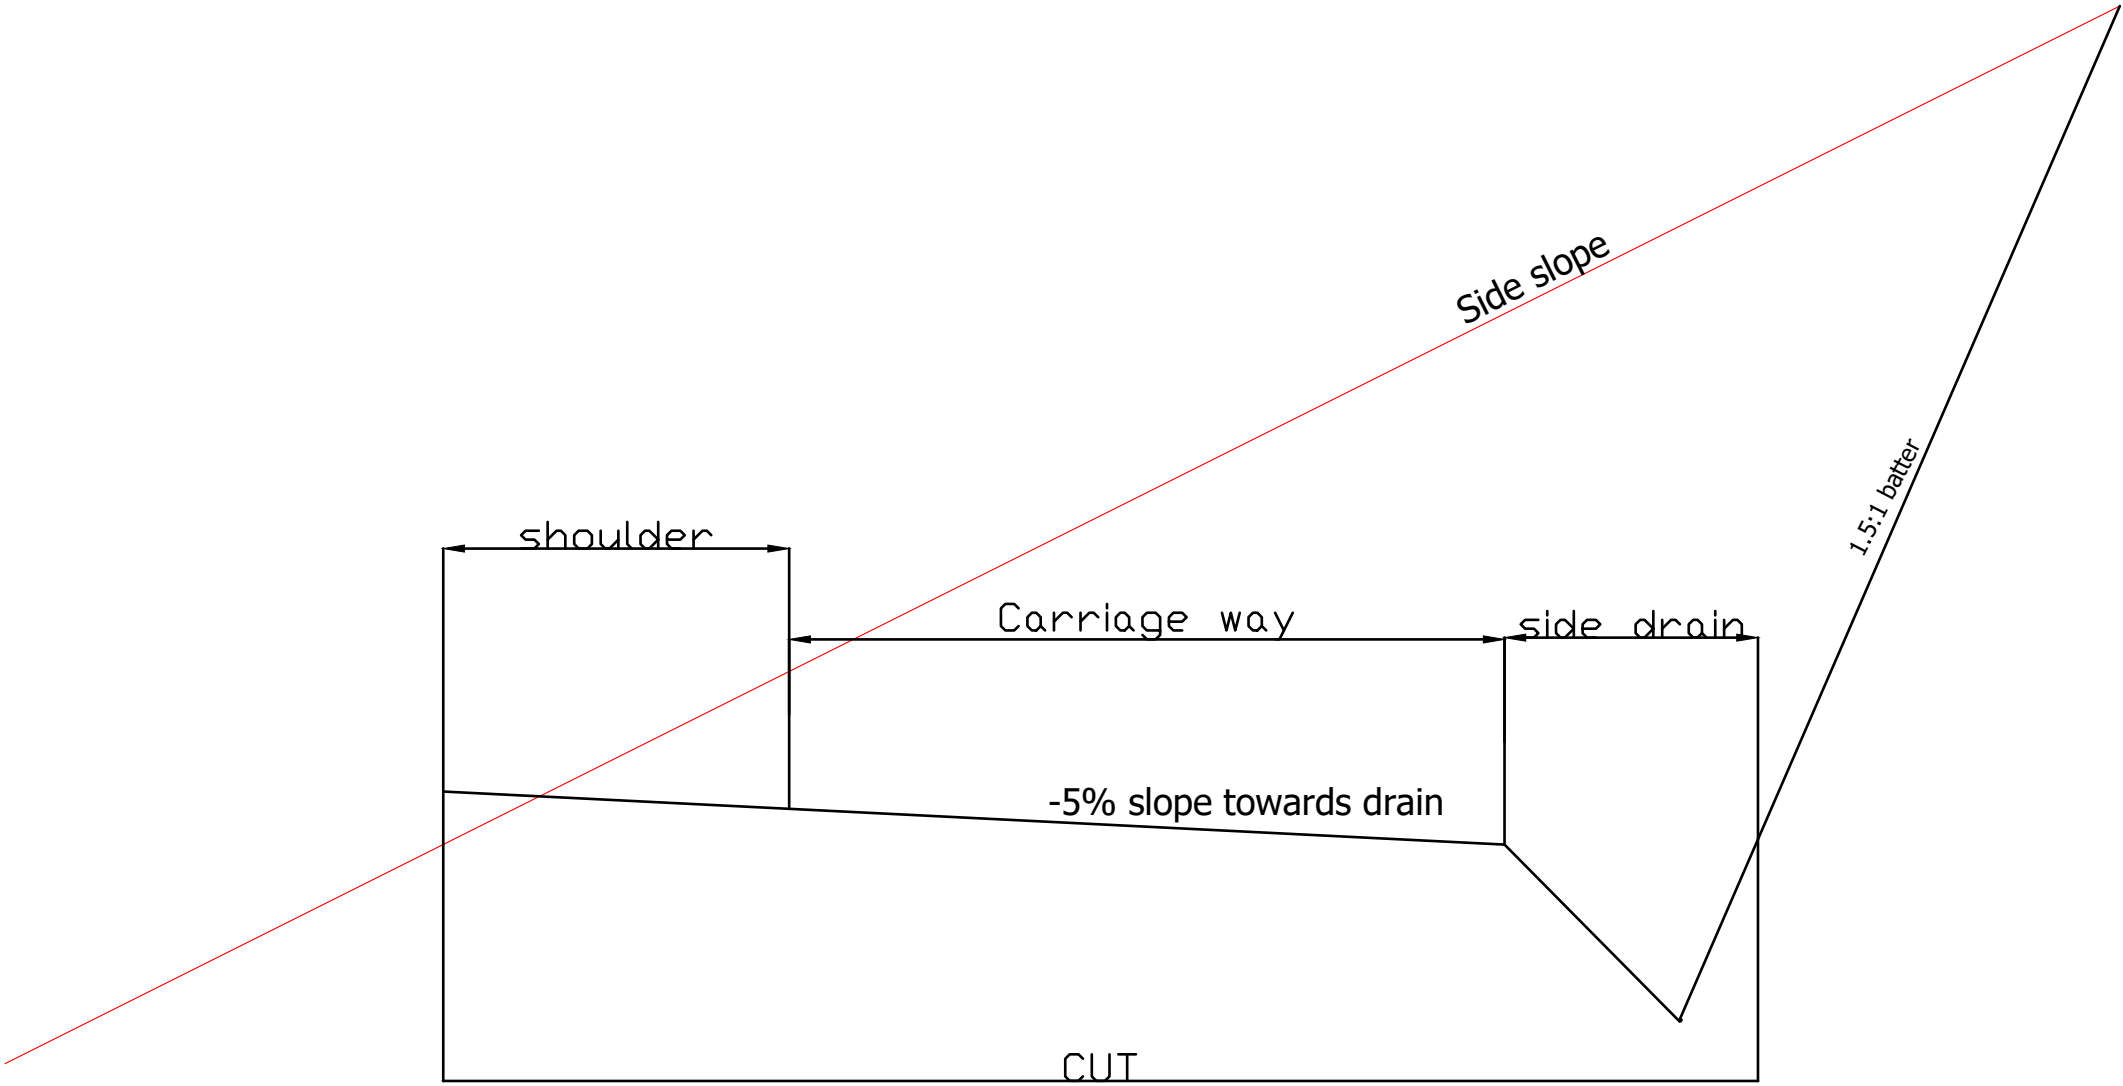 Side slope
1.5:1 batter
shoulder
Carriage way
side drain
-5% slope towards drain
CUT